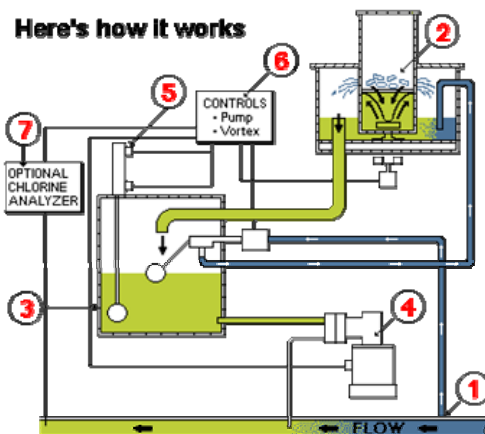 Here's how it works
2
6
CONTROLS
• Pump
• Vortex
5
7
OPTIONAL
CHLORINE
ANALYZER
3
4
1
FLOW